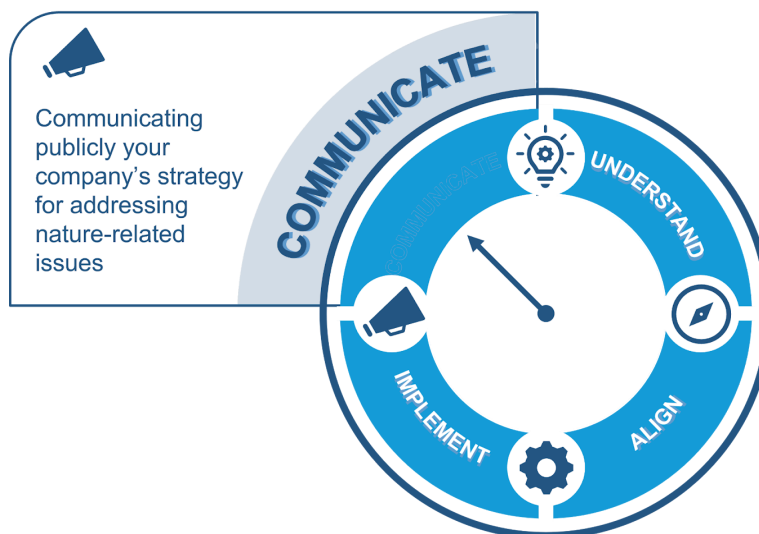 Communicating
publicly your
company's strategy
for addressing
nature-related
issues
COMMUNICATE
COMMUNICATE
UNDERSTAND
ALIGN
IMPLEMENT